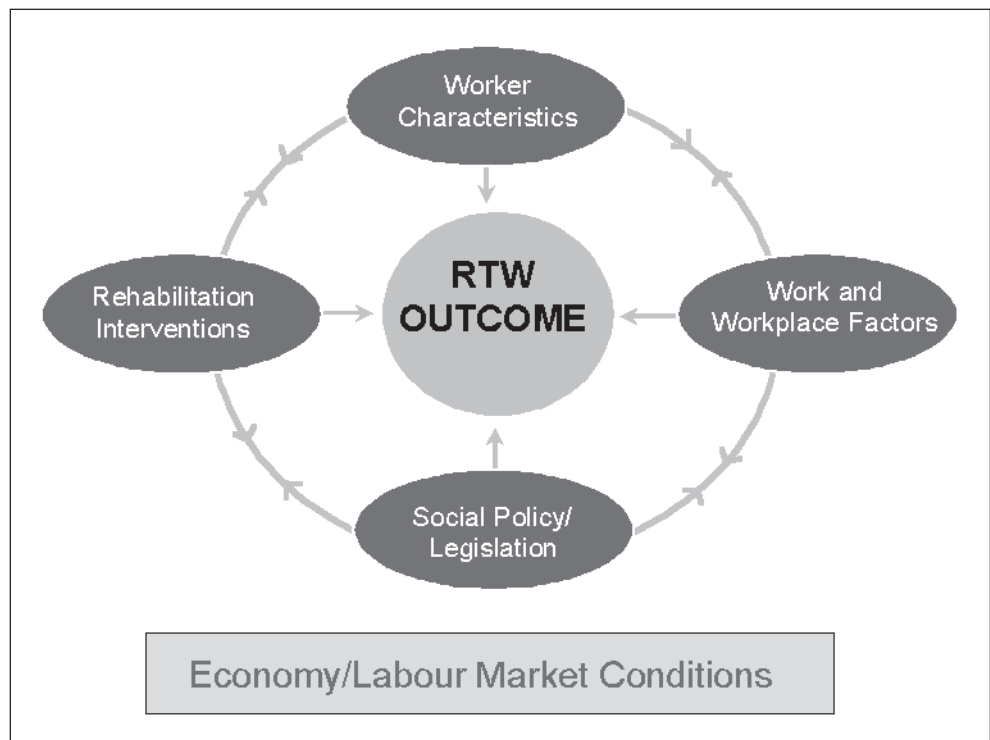 Worker
Characteristics
Rehabilitation
Interventions
RTW
OUTCOME
Work and
Workplace Factors
Social Policy/
Legislation
Economy/Labour Market Conditions